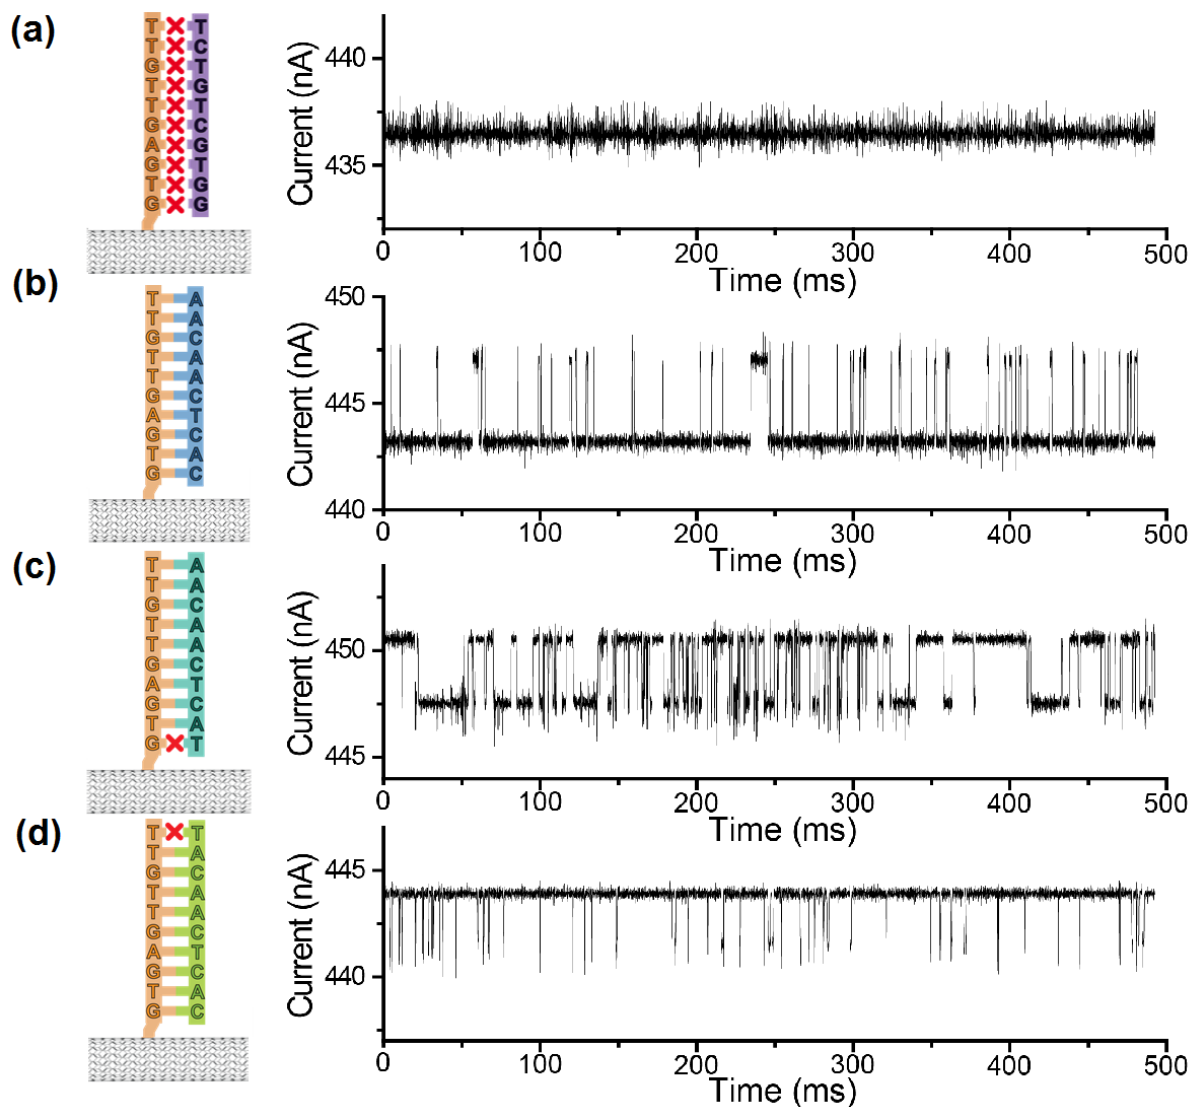 (a)
T T
T C
G T
T G
T T
G C
A G
G T
T G
G G
Current (nA)
440
435
0 100 200 300 400 500
Time (ms)
(b)
T A
T A
G C
T A
T A
G C
A T
G C
T A
G C
Current (nA)
450
445
440
0 100 200 300 400 500
Time (ms)
(c)
T A
T A
G C
T A
T A
G C
A T
G C
T A
G T
Current (nA)
450
445
0 100 200 300 400 500
Time (ms)
(d)
T T
T A
G C
T A
T A
G C
A T
G C
T A
G C
Current (nA)
445
440
0 100 200 300 400 500
Time (ms)